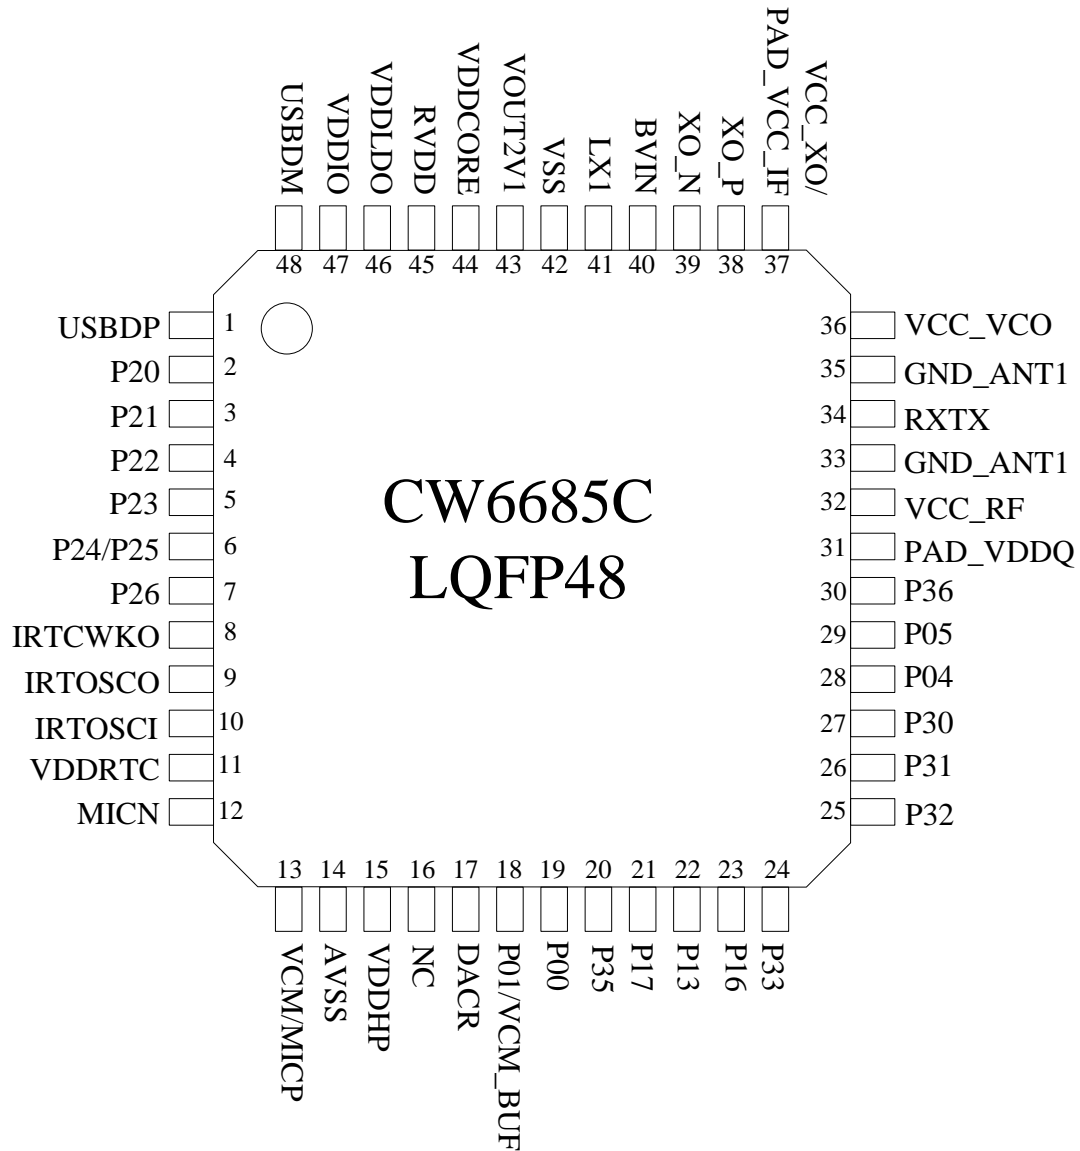 USBDM
VDDIO
VDDLDO
RVDD
VDDCORE
VOUT2V1
VSS
LX1
BVIN
XO_N
XO_P
VCC_XO/
PAD_VCC_IF
48 47 46 45 44 43 42 41 40 39 38 37
USBDP 1
P20 2
P21 3
P22 4
P23 5
P24/P25 6
P26 7
IRTCWKO 8
IRTOSCO 9
IRTOSCI 10
VDDRTC 11
MICN 12
CW6685C
LQFP48
36 VCC_VCO
35 GND_ANT1
34 RXTX
33 GND_ANT1
32 VCC_RF
31 PAD_VDDQ
30 P36
29 P05
28 P04
27 P30
26 P31
25 P32
13 14 15 16 17 18 19 20 21 22 23 24
VCM/MICP
AVSS
VDDHP
NC
DACR
P01/VCM_BUF
P00
P35
P17
P13
P16
P33